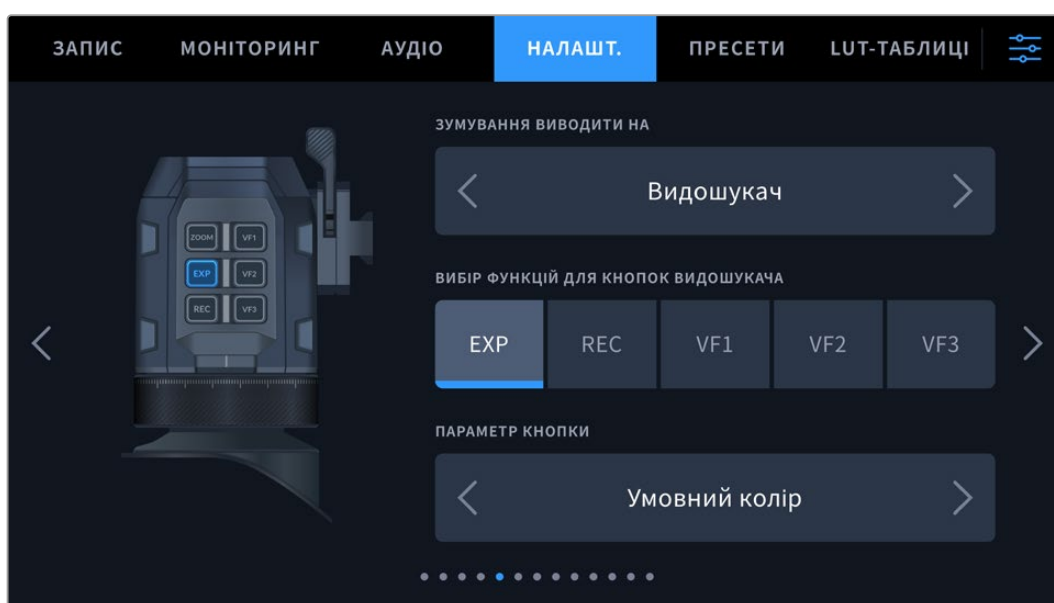 ЗАПИС МОНІТОРИНГ АУДІО НАЛАШТ. ПРЕСЕТИ LUT-ТАБЛИЦІ
ЗУМУВАННЯ ВИВОДИТИ НА
Видошукач
ZOOM VF1
EXP VF2
REC VF3
ВИБІР ФУНКЦІЙ ДЛЯ КНОПОК ВИДОШУКАЧА
EXP REC VF1 VF2 VF3
ПАРАМЕТР КНОПКИ
Умовний колір